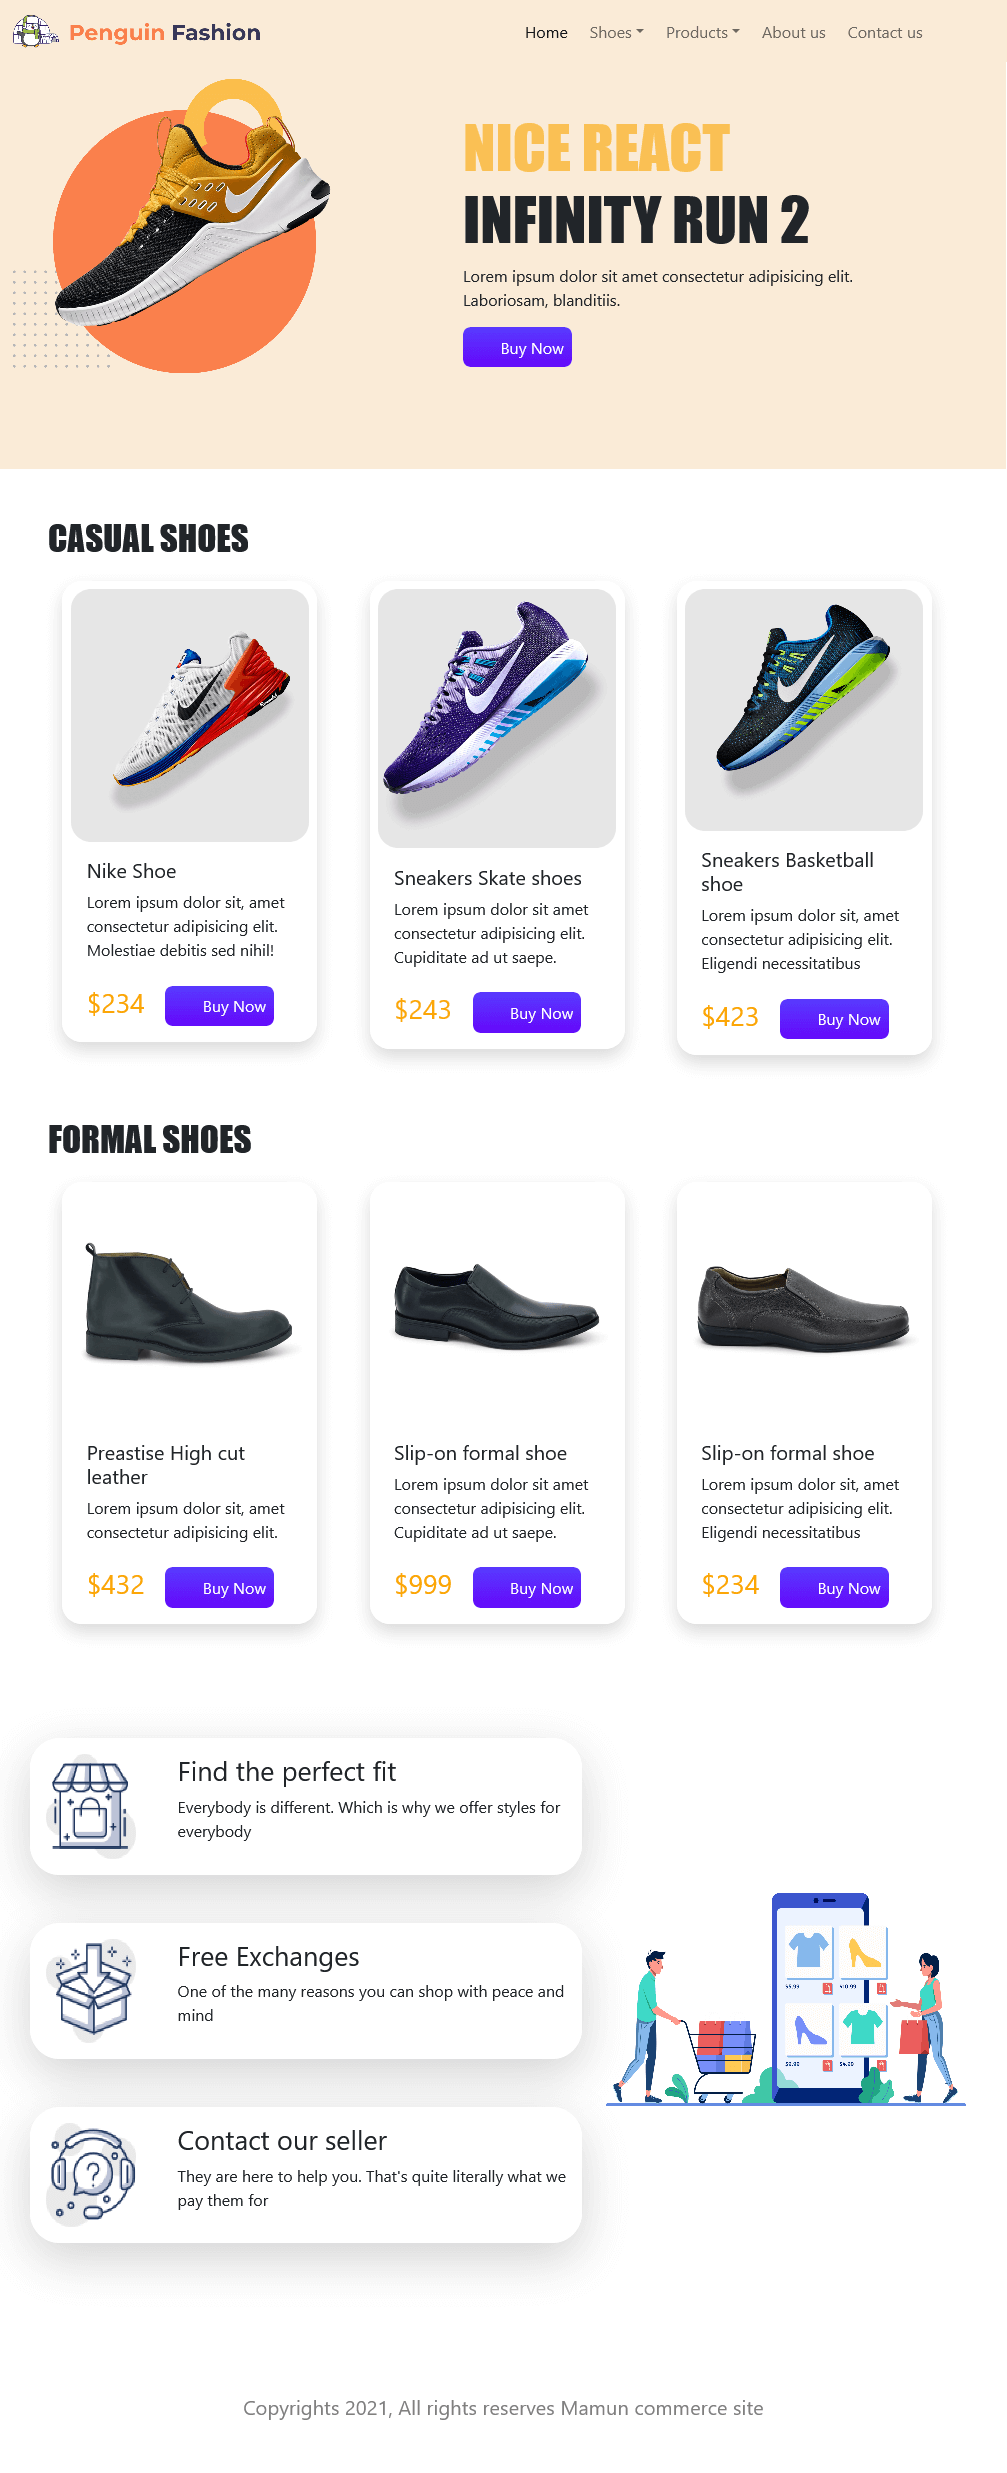 Penguin Fashion
Home
Shoes
Products
About us
Contact us
NICE REACT
INFINITY RUN 2
Lorem ipsum dolor sit amet consectetur adipisicing elit.
Laboriosam, blanditiis.
Buy Now
CASUAL SHOES
Nike Shoe
Lorem ipsum dolor sit, amet
consectetur adipisicing elit.
Molestiae debitis sed nihil!
$234
Buy Now
Sneakers Skate shoes
Lorem ipsum dolor sit amet
consectetur adipisicing elit.
Cupiditate ad ut saepe.
$243
Buy Now
Sneakers Basketball
shoe
Lorem ipsum dolor sit, amet
consectetur adipisicing elit.
Eligendi necessitatibus
$423
Buy Now
FORMAL SHOES
Preastise High cut
leather
Lorem ipsum dolor sit, amet
consectetur adipisicing elit.
$432
Buy Now
Slip-on formal shoe
Lorem ipsum dolor sit amet
consectetur adipisicing elit.
Cupiditate ad ut saepe.
$999
Buy Now
Slip-on formal shoe
Lorem ipsum dolor sit, amet
consectetur adipisicing elit.
Eligendi necessitatibus
$234
Buy Now
Find the perfect fit
Everybody is different. Which is why we offer styles for
everybody
Free Exchanges
One of the many reasons you can shop with peace and
mind
Contact our seller
They are here to help you. That's quite literally what we
pay them for
Copyrights 2021, All rights reserves Mamun commerce site